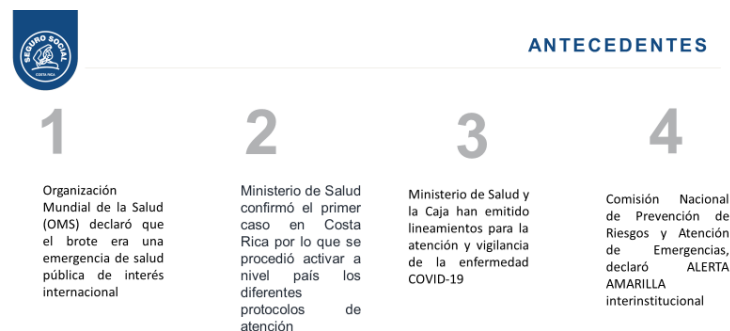 SEGURO SOCIAL
COSTA RICA
ANTECEDENTES
1
Organización
Mundial de la Salud
(OMS) declaró que
el brote era una
emergencia de salud
pública de interés
internacional
2
Ministerio de Salud
confirmó el primer
caso en Costa
Rica por lo que se
procedió activar a
nivel país los
diferentes
protocolos de
atención
3
Ministerio de Salud y
la Caja han emitido
lineamientos para la
atención y vigilancia
de la enfermedad
COVID-19
4
Comisión Nacional
de Prevención de
Riesgos y Atención
de Emergencias,
declaró ALERTA
AMARILLA
interinstitucional